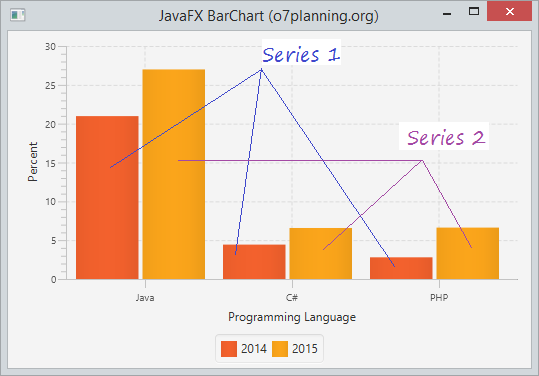 JavaFX BarChart (o7planning.org)
Series 1
Series 2
30
25
20
15
10
5
0
Percent
Java
C#
PHP
Programming Language
2014
2015